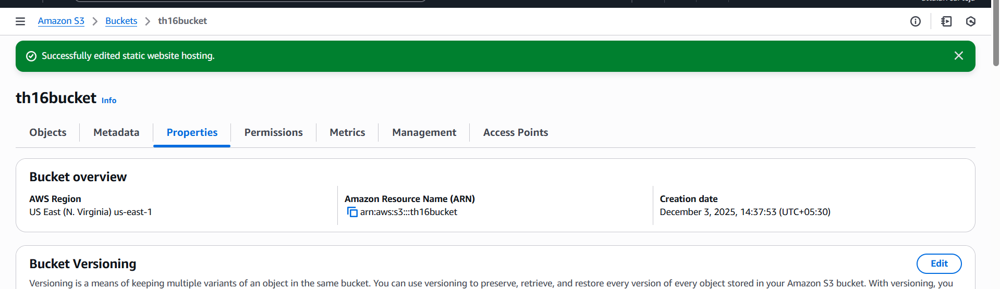 Amazon S3 > Buckets > th16bucket
Successfully edited static website hosting.
th16bucket Info
Objects Metadata Properties Permissions Metrics Management Access Points
Bucket overview
AWS Region
US East (N. Virginia) us-east-1
Amazon Resource Name (ARN)
arn:aws:s3:::th16bucket
Creation date
December 3, 2025, 14:37:53 (UTC+05:30)
Bucket Versioning
Edit
Versioning is a means of keeping multiple variants of an object in the same bucket. You can use versioning to preserve, retrieve, and restore every version of every object stored in your Amazon S3 bucket. With versioning, you